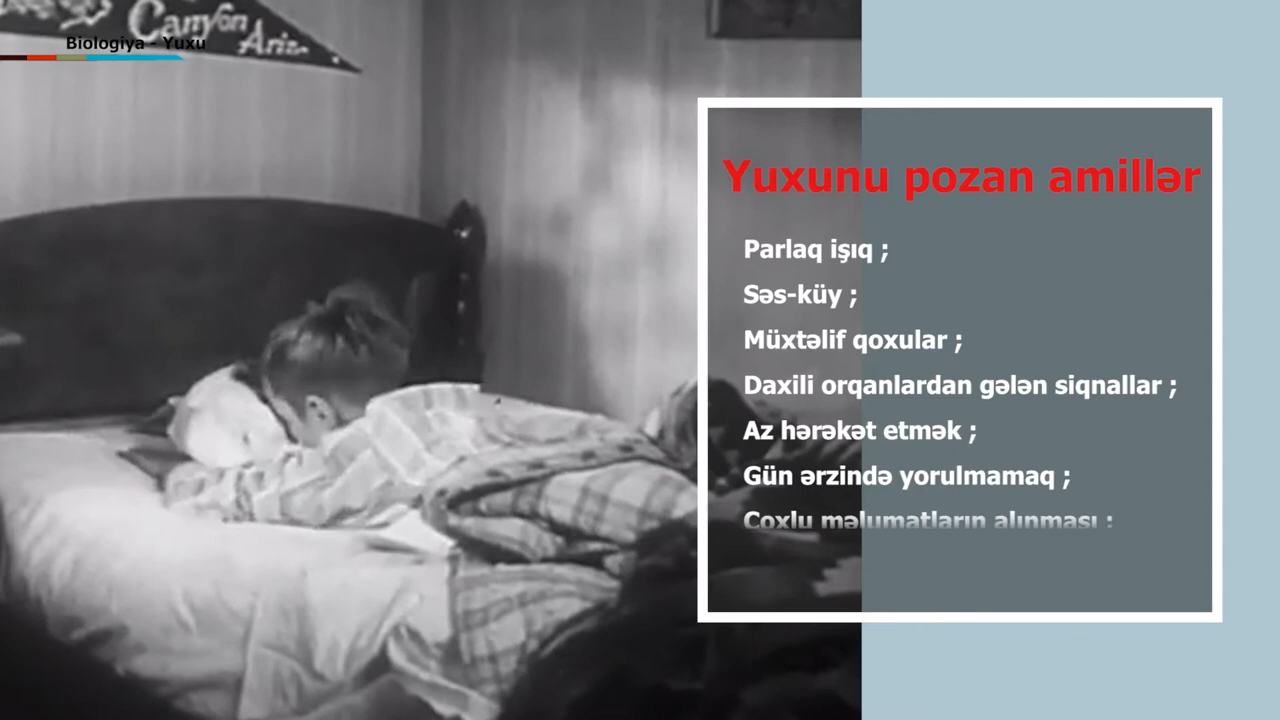 Canyon
Ariz.
Biologiya - Yuxu
Yuxunu pozan amillər
Parlaq işıq ;
Səs-küy ;
Müxtəlif qoxular ;
Daxili orqanlardan gələn siqnallar ;
Az hərəkət etmək ;
Gün ərzində yorulmamaq ;
Çoxlu məlumatların alınması ;